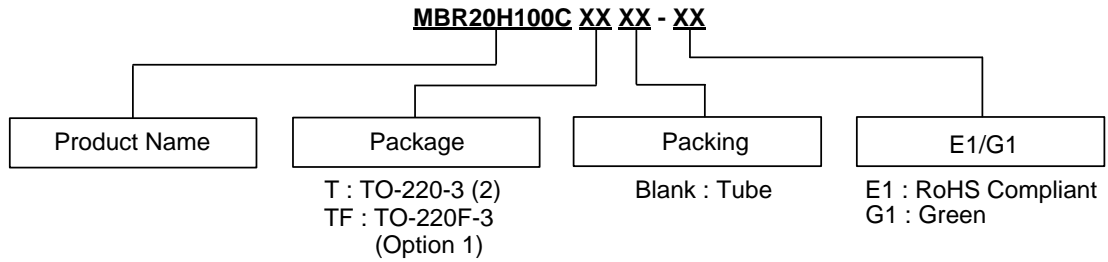 MBR20H100C XX XX - XX
Product Name
Package
Packing
E1/G1
T : TO-220-3 (2)
TF : TO-220F-3
(Option 1)
Blank : Tube
E1 : RoHS Compliant
G1 : Green